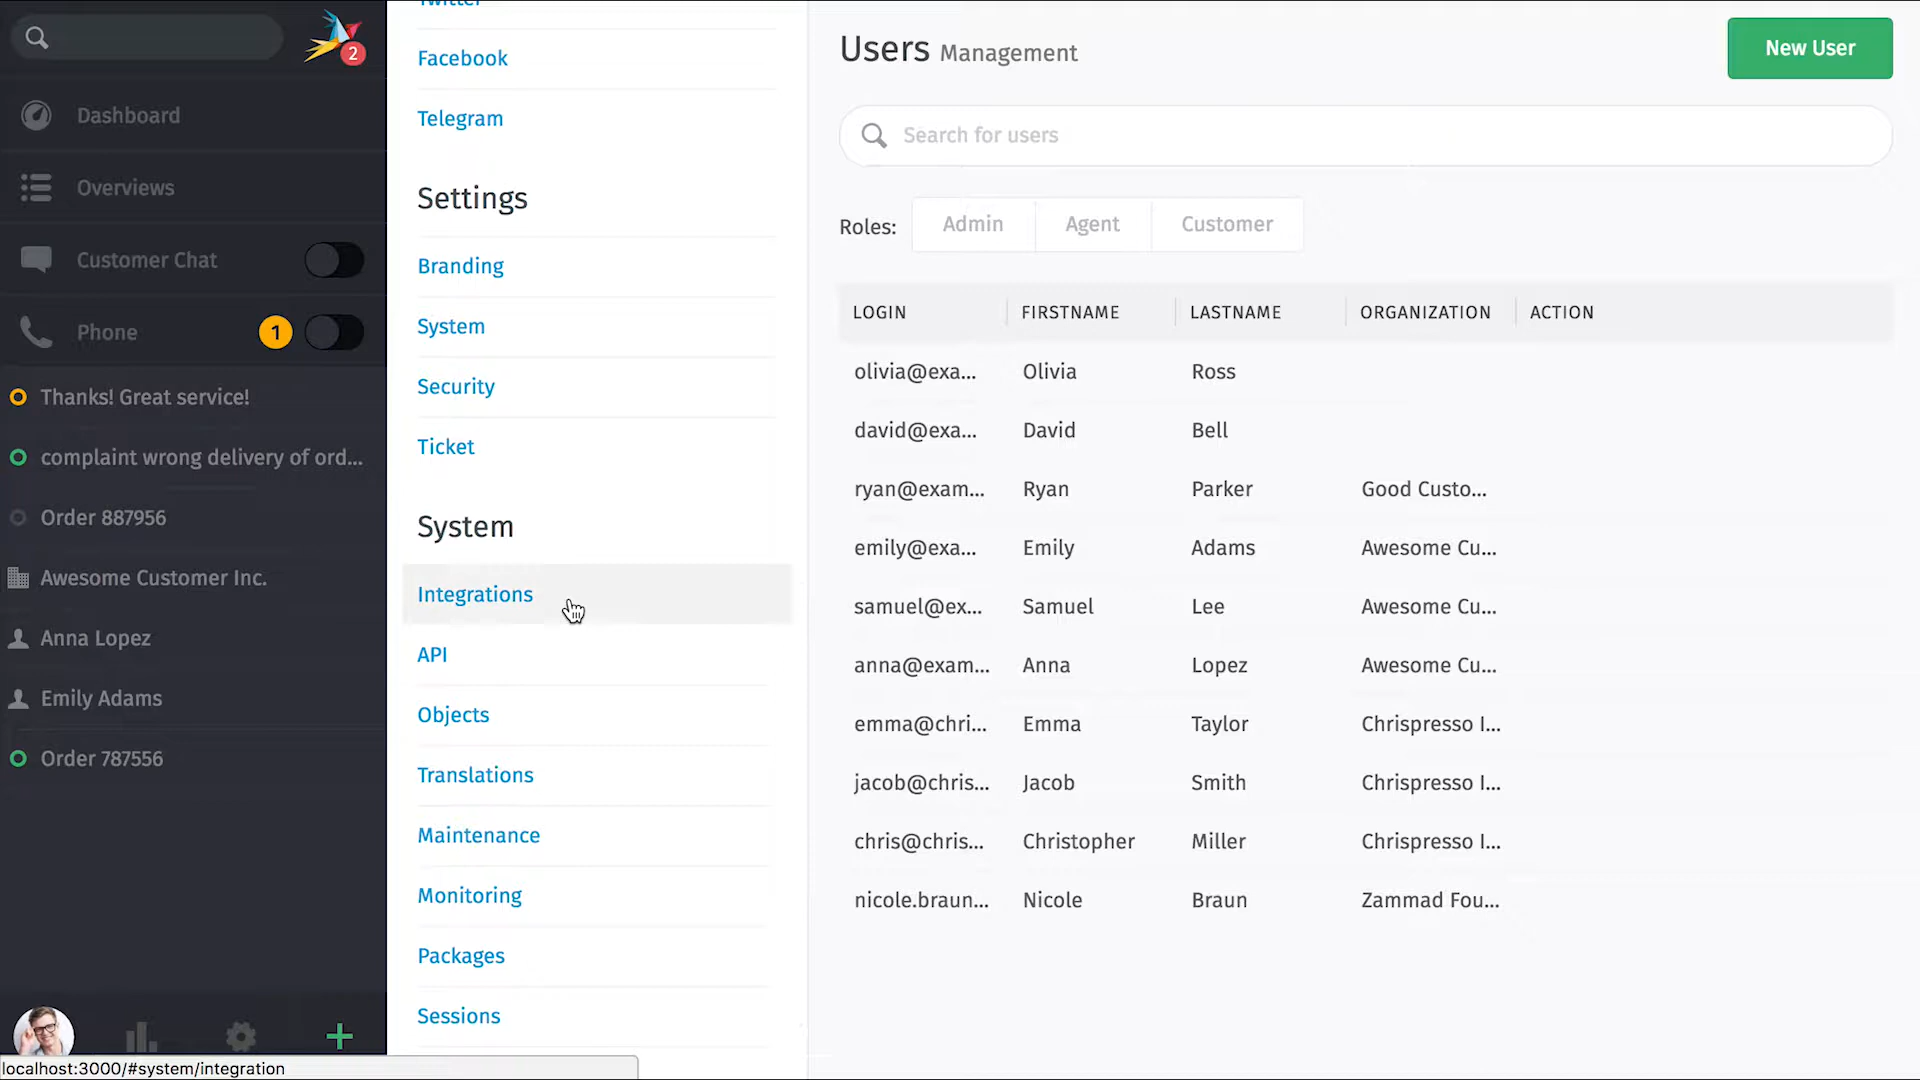 2
Dashboard
Overviews
Customer Chat
Phone 1
Thanks! Great service!
complaint wrong delivery of ord...
Order 887956
Awesome Customer Inc.
Anna Lopez
Emily Adams
Order 787556
localhost:3000/#system/integration
Twitter
Facebook
Telegram
Settings
Branding
System
Security
Ticket
System
Integrations
API
Objects
Translations
Maintenance
Monitoring
Packages
Sessions
Users Management
New User
Search for users
Roles: Admin Agent Customer
LOGIN FIRSTNAME LASTNAME ORGANIZATION ACTION
olivia@exa... Olivia Ross
david@exa... David Bell
ryan@exam... Ryan Parker Good Custo...
emily@exa... Emily Adams Awesome Cu...
samuel@ex... Samuel Lee Awesome Cu...
anna@exam... Anna Lopez Awesome Cu...
emma@chri... Emma Taylor Chrispresso I...
jacob@chris... Jacob Smith Chrispresso I...
chris@chris... Christopher Miller Chrispresso I...
nicole.braun... Nicole Braun Zammad Fou...